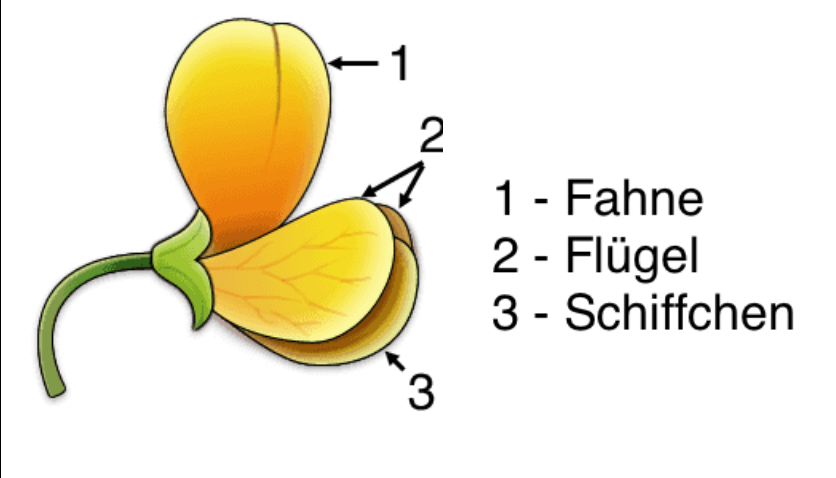 1
2
3
1 - Fahne
2 - Flügel
3 - Schiffchen